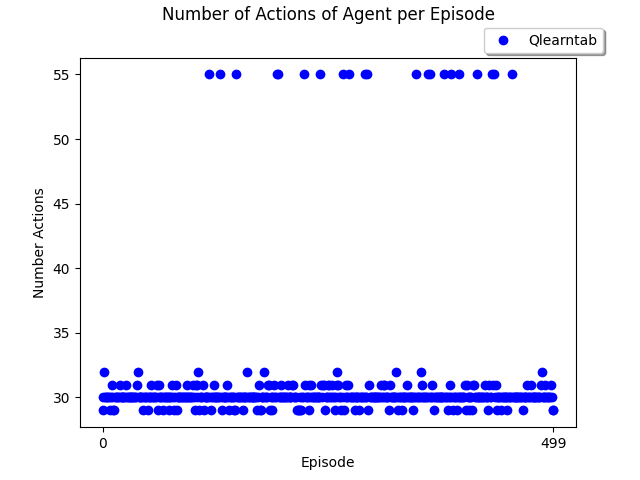 Number of Actions of Agent per Episode
Qlearntab
55
50
45
40
35
30
Number Actions
0
499
Episode